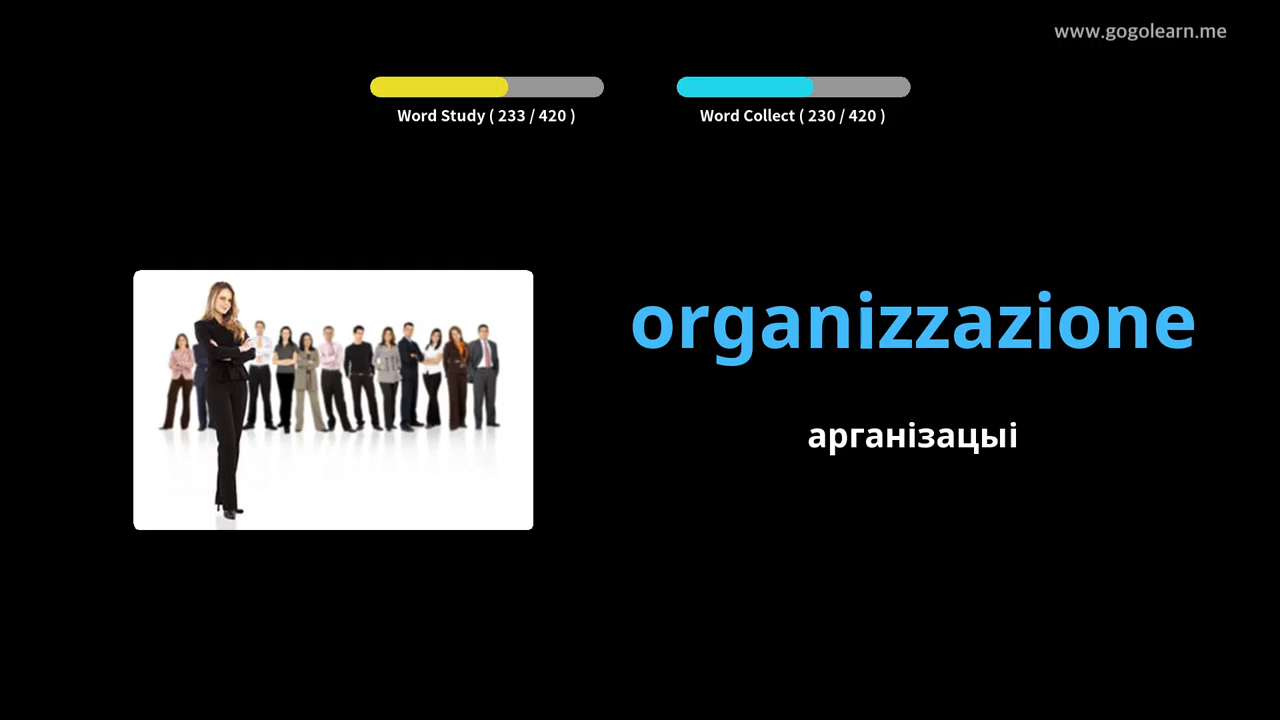 www.gogolearn.me
Word Study ( 233 / 420 )
Word Collect ( 230 / 420 )
organizzazione
арганізацыі